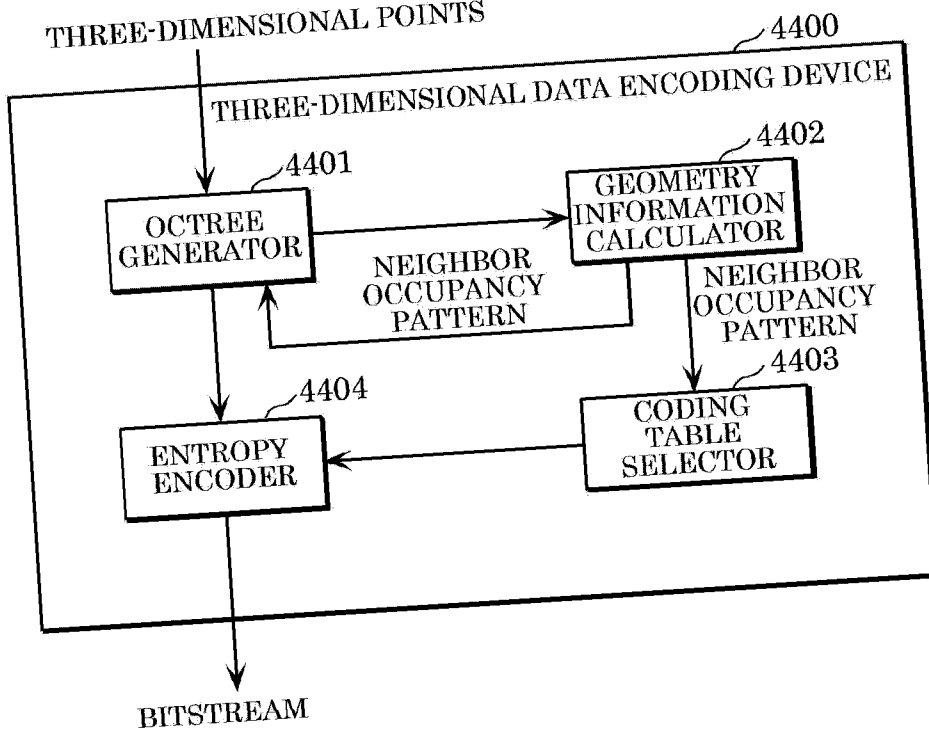 THREE-DIMENSIONAL POINTS
4400
THREE-DIMENSIONAL DATA ENCODING DEVICE
4401
OCTREE
GENERATOR
4402
GEOMETRY
INFORMATION
CALCULATOR
NEIGHBOR
OCCUPANCY
PATTERN
NEIGHBOR
OCCUPANCY
PATTERN
4403
CODING
TABLE
SELECTOR
4404
ENTROPY
ENCODER
BITSTREAM